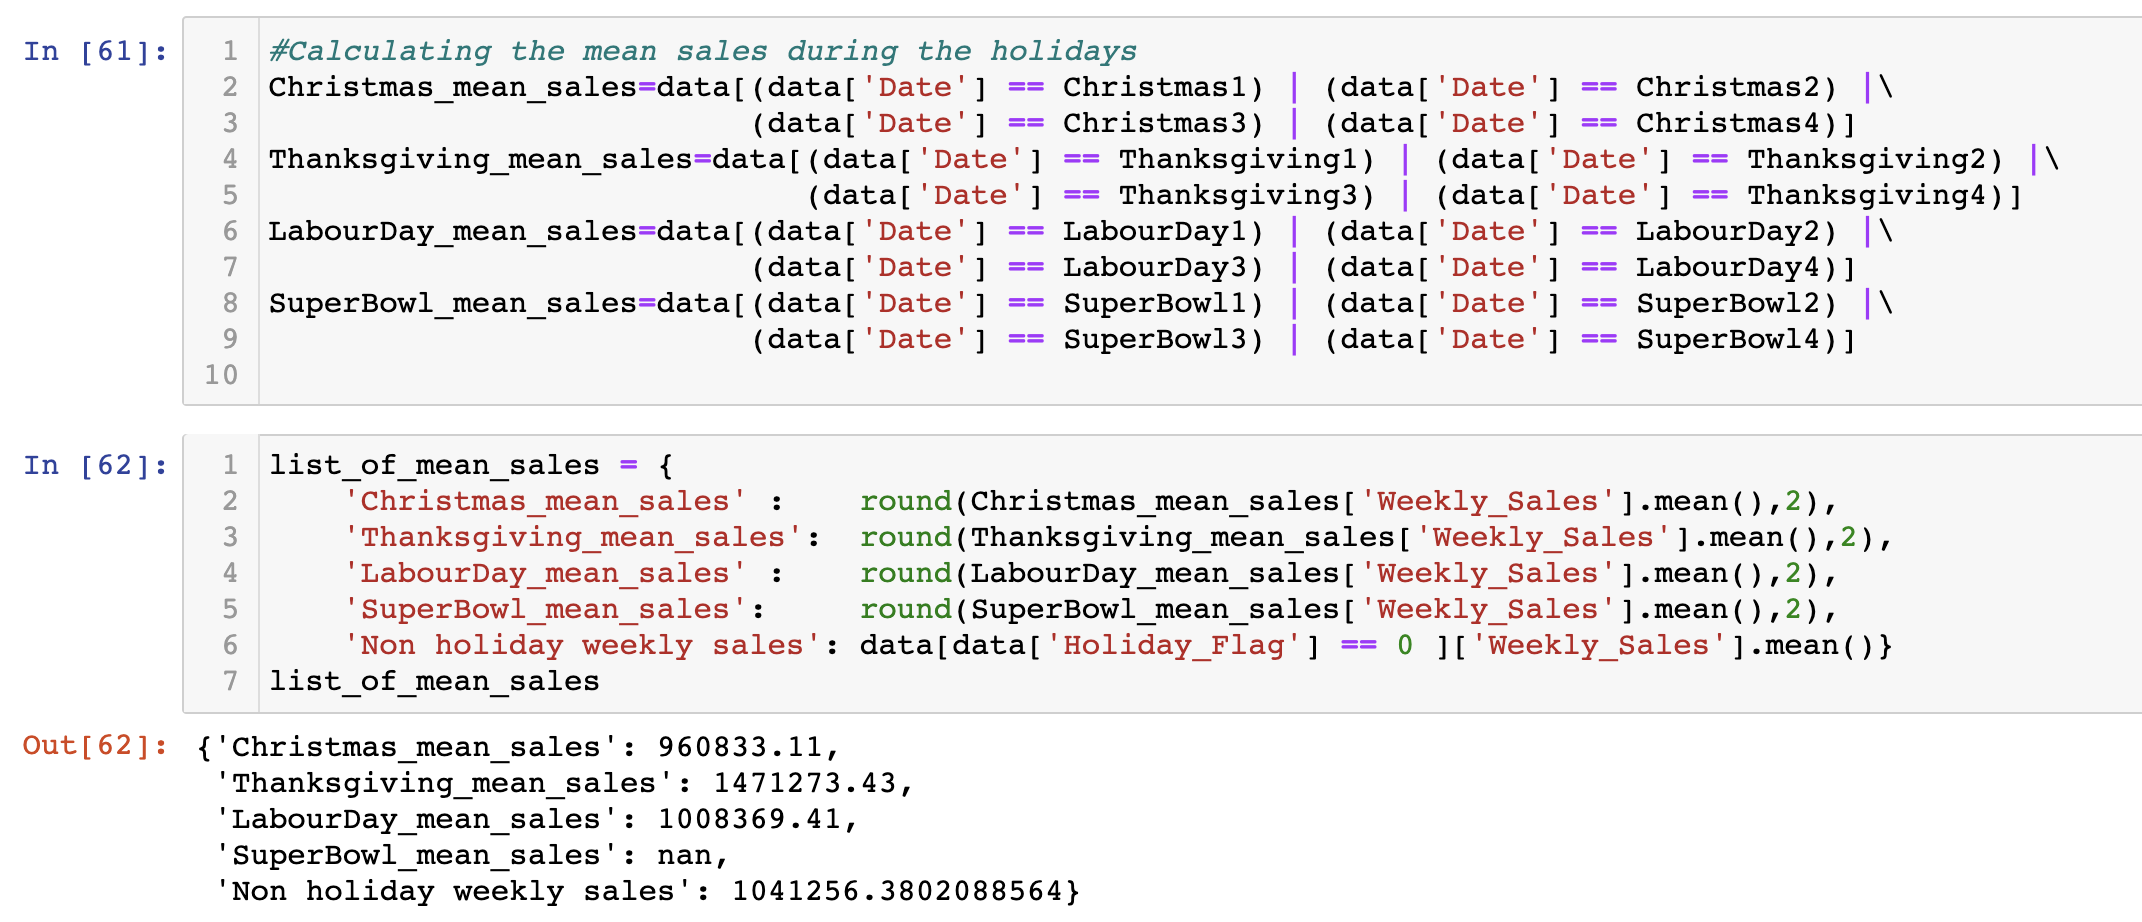 In [61]:
1 #Calculating the mean sales during the holidays
2 Christmas_mean_sales=data[(data['Date'] == Christmas1) | (data['Date'] == Christmas2) |\
3                           (data['Date'] == Christmas3) | (data['Date'] == Christmas4)]
4 Thanksgiving_mean_sales=data[(data['Date'] == Thanksgiving1) | (data['Date'] == Thanksgiving2) |\
5                              (data['Date'] == Thanksgiving3) | (data['Date'] == Thanksgiving4)]
6 LabourDay_mean_sales=data[(data['Date'] == LabourDay1) | (data['Date'] == LabourDay2) |\
7                           (data['Date'] == LabourDay3) | (data['Date'] == LabourDay4)]
8 SuperBowl_mean_sales=data[(data['Date'] == SuperBowl1) | (data['Date'] == SuperBowl2) |\
9                           (data['Date'] == SuperBowl3) | (data['Date'] == SuperBowl4)]
10
In [62]:
1 list_of_mean_sales = {
2     'Christmas_mean_sales' :    round(Christmas_mean_sales['Weekly_Sales'].mean(),2),
3     'Thanksgiving_mean_sales':  round(Thanksgiving_mean_sales['Weekly_Sales'].mean(),2),
4     'LabourDay_mean_sales' :    round(LabourDay_mean_sales['Weekly_Sales'].mean(),2),
5     'SuperBowl_mean_sales':     round(SuperBowl_mean_sales['Weekly_Sales'].mean(),2),
6     'Non holiday weekly sales': data[data['Holiday_Flag'] == 0 ]['Weekly_Sales'].mean()}
7 list_of_mean_sales
Out[62]: {'Christmas_mean_sales': 960833.11,
'Thanksgiving_mean_sales': 1471273.43,
'LabourDay_mean_sales': 1008369.41,
'SuperBowl_mean_sales': nan,
'Non holiday weekly sales': 1041256.3802088564}